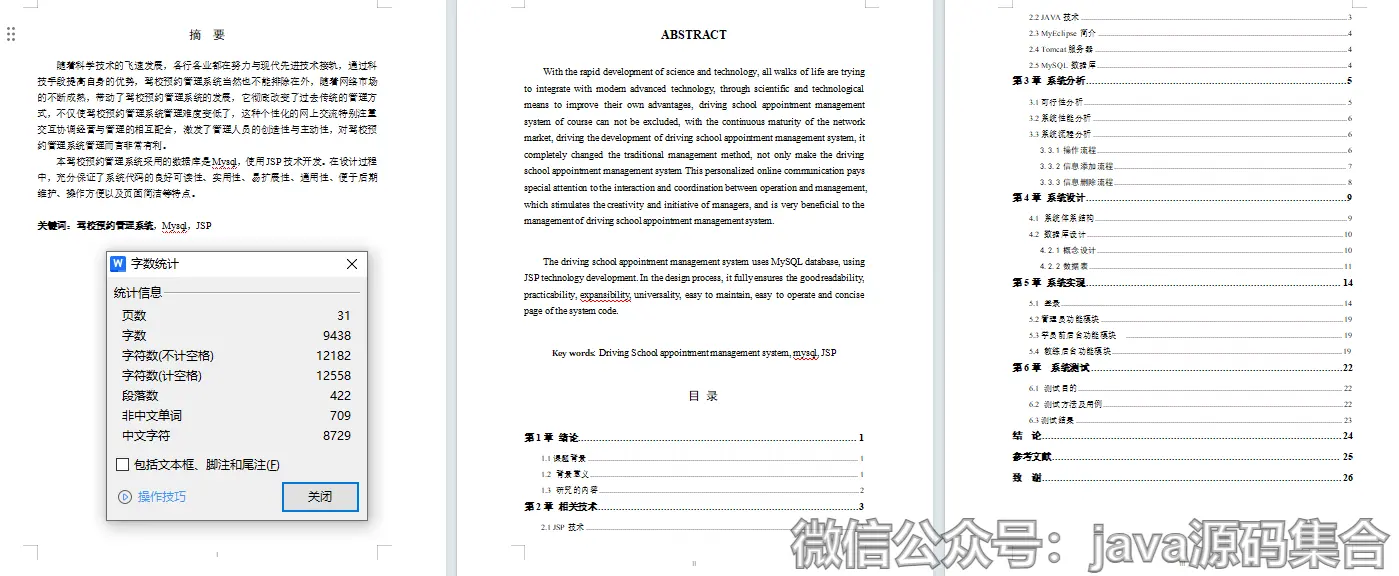 摘 要
随着科学技术的飞速发展，各行各业都在努力与现代先进技术接轨，通过科
技手段提高自身的优势，驾校预约管理系统当然也不能排除在外，随着网络市场
的不断成熟，带动了驾校预约管理系统的发展，它彻底改变了过去传统的管理方
式，不仅使驾校预约管理系统管理难度变低了，这种个性化的网上交流特别注重
交互协调经营与管理的相互配合，激发了管理人员的创造性与主动性，对驾校预
约管理系统管理而言非常有利。
本驾校预约管理系统采用的数据库是Mysql，使用JSP技术开发。在设计过程
中，充分保证了系统代码的良好可读性、实用性、易扩展性、通用性、便于后期
维护、操作方便以及页面简洁等特点。
关键词：驾校预约管理系统，Mysql，JSP
字数统计
统计信息
页数 31
字数 9438
字符数(不计空格) 12182
字符数(计空格) 12558
段落数 422
非中文单词 709
中文字符 8729
包括文本框、脚注和尾注(F)
操作技巧 关闭
I
ABSTRACT
With the rapid development of science and technology, all walks of life are trying
to integrate with modern advanced technology, through scientific and technological
means to improve their own advantages, driving school appointment management
system of course can not be excluded, with the continuous maturity of the network
market, driving the development of driving school appointment management system, it
completely changed the traditional management method, not only make the driving
school appointment management system This personalized online communication pays
special attention to the interaction and coordination between operation and management,
which stimulates the creativity and initiative of managers, and is very beneficial to the
management of driving school appointment management system.
The driving school appointment management system uses MySQL database, using
JSP technology development. In the design process, it fully ensures the good readability,
practicability, expansibility, universality, easy to maintain, easy to operate and concise
page of the system code.
Key words: Driving School appointment management system, mysql, JSP
目 录
第1章 绪论 1
1.1 课题背景 1
1.2 背景意义 1
1.3 研究的内容 2
第2章 相关技术 3
2.1 JSP 技术
II
2.2 JAVA 技术 3
2.3 MyEclipse 简介 4
2.4 Tomcat 服务器 4
2.5 MySQL 数据库 4
第3章 系统分析 5
3.1 可行性分析 5
3.2 系统性能分析 6
3.3 系统流程分析 6
3.3.1 操作流程 6
3.3.2 信息添加流程 7
3.3.3 信息删除流程 8
第4章 系统设计 9
4.1 系统体系结构 9
4.2 数据库设计 10
4.2.1 概念设计 10
4.2.2 数据表 11
第5章 系统实现 14
5.1 登录 14
5.2 管理员功能模块 19
5.3 学员前后台功能模块 19
5.4 教练后台功能模块 19
第6章 系统测试 22
6.1 测试目的 22
6.2 测试方法及用例 22
6.3 测试结果 23
结 论 24
参考文献 25
致 谢 26
微信公众号：java源码集合